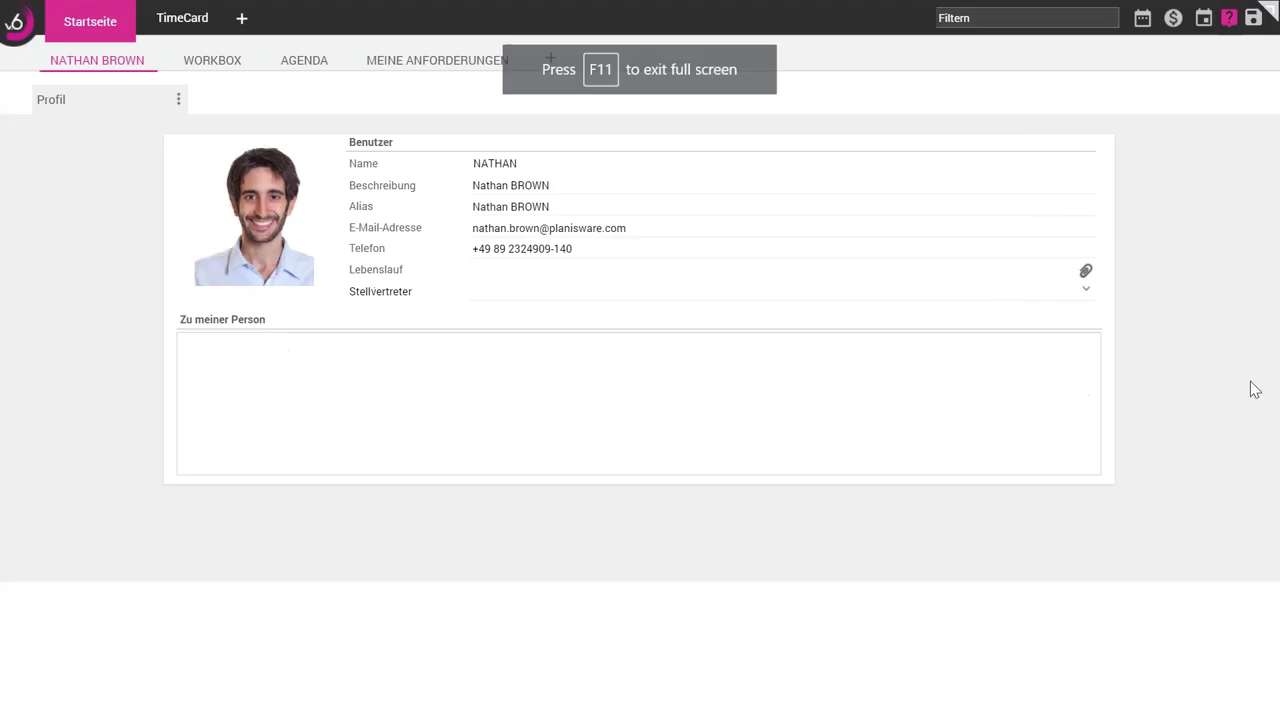 v6 Startseite TimeCard + Filtern
NATHAN BROWN WORKBOX AGENDA MEINE ANFORDERUNGEN +
Press F11 to exit full screen
Profil
Benutzer
Name NATHAN
Beschreibung Nathan BROWN
Alias Nathan BROWN
E-Mail-Adresse nathan.brown@planisware.com
Telefon +49 89 2324909-140
Lebenslauf
Stellvertreter
Zu meiner Person